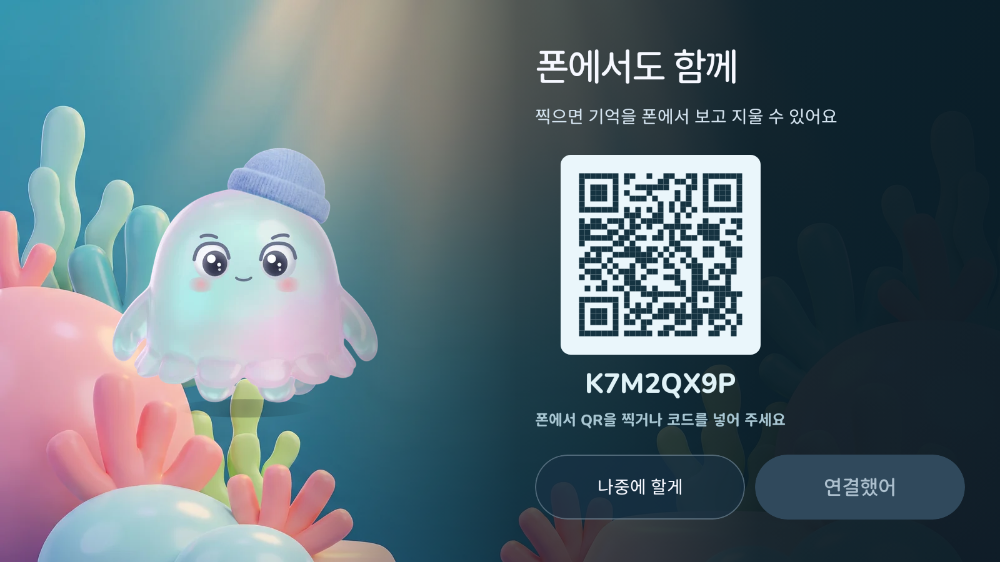 폰에서도 함께
찍으면 기억을 폰에서 보고 지울 수 있어요
K7M2QX9P
폰에서 QR을 찍거나 코드를 넣어 주세요
나중에 할게
연결했어